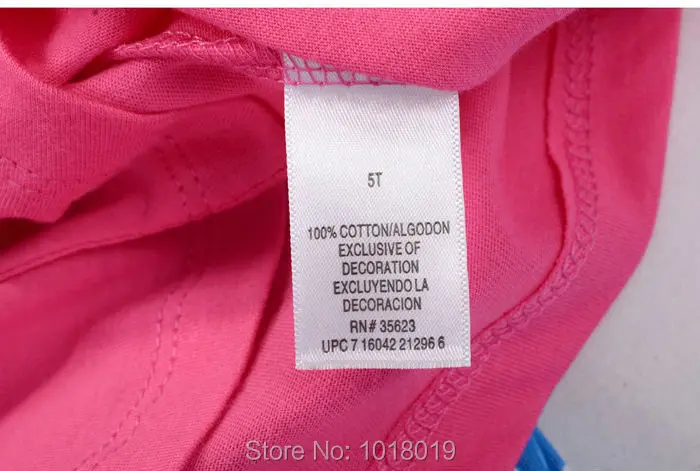 5T
100% COTTON/ALGODON
EXCLUSIVE OF
DECORATION
EXCLUYENDO LA
DECORACION
RN# 35623
UPC 7 16042 21296 6
Store No: 1018019